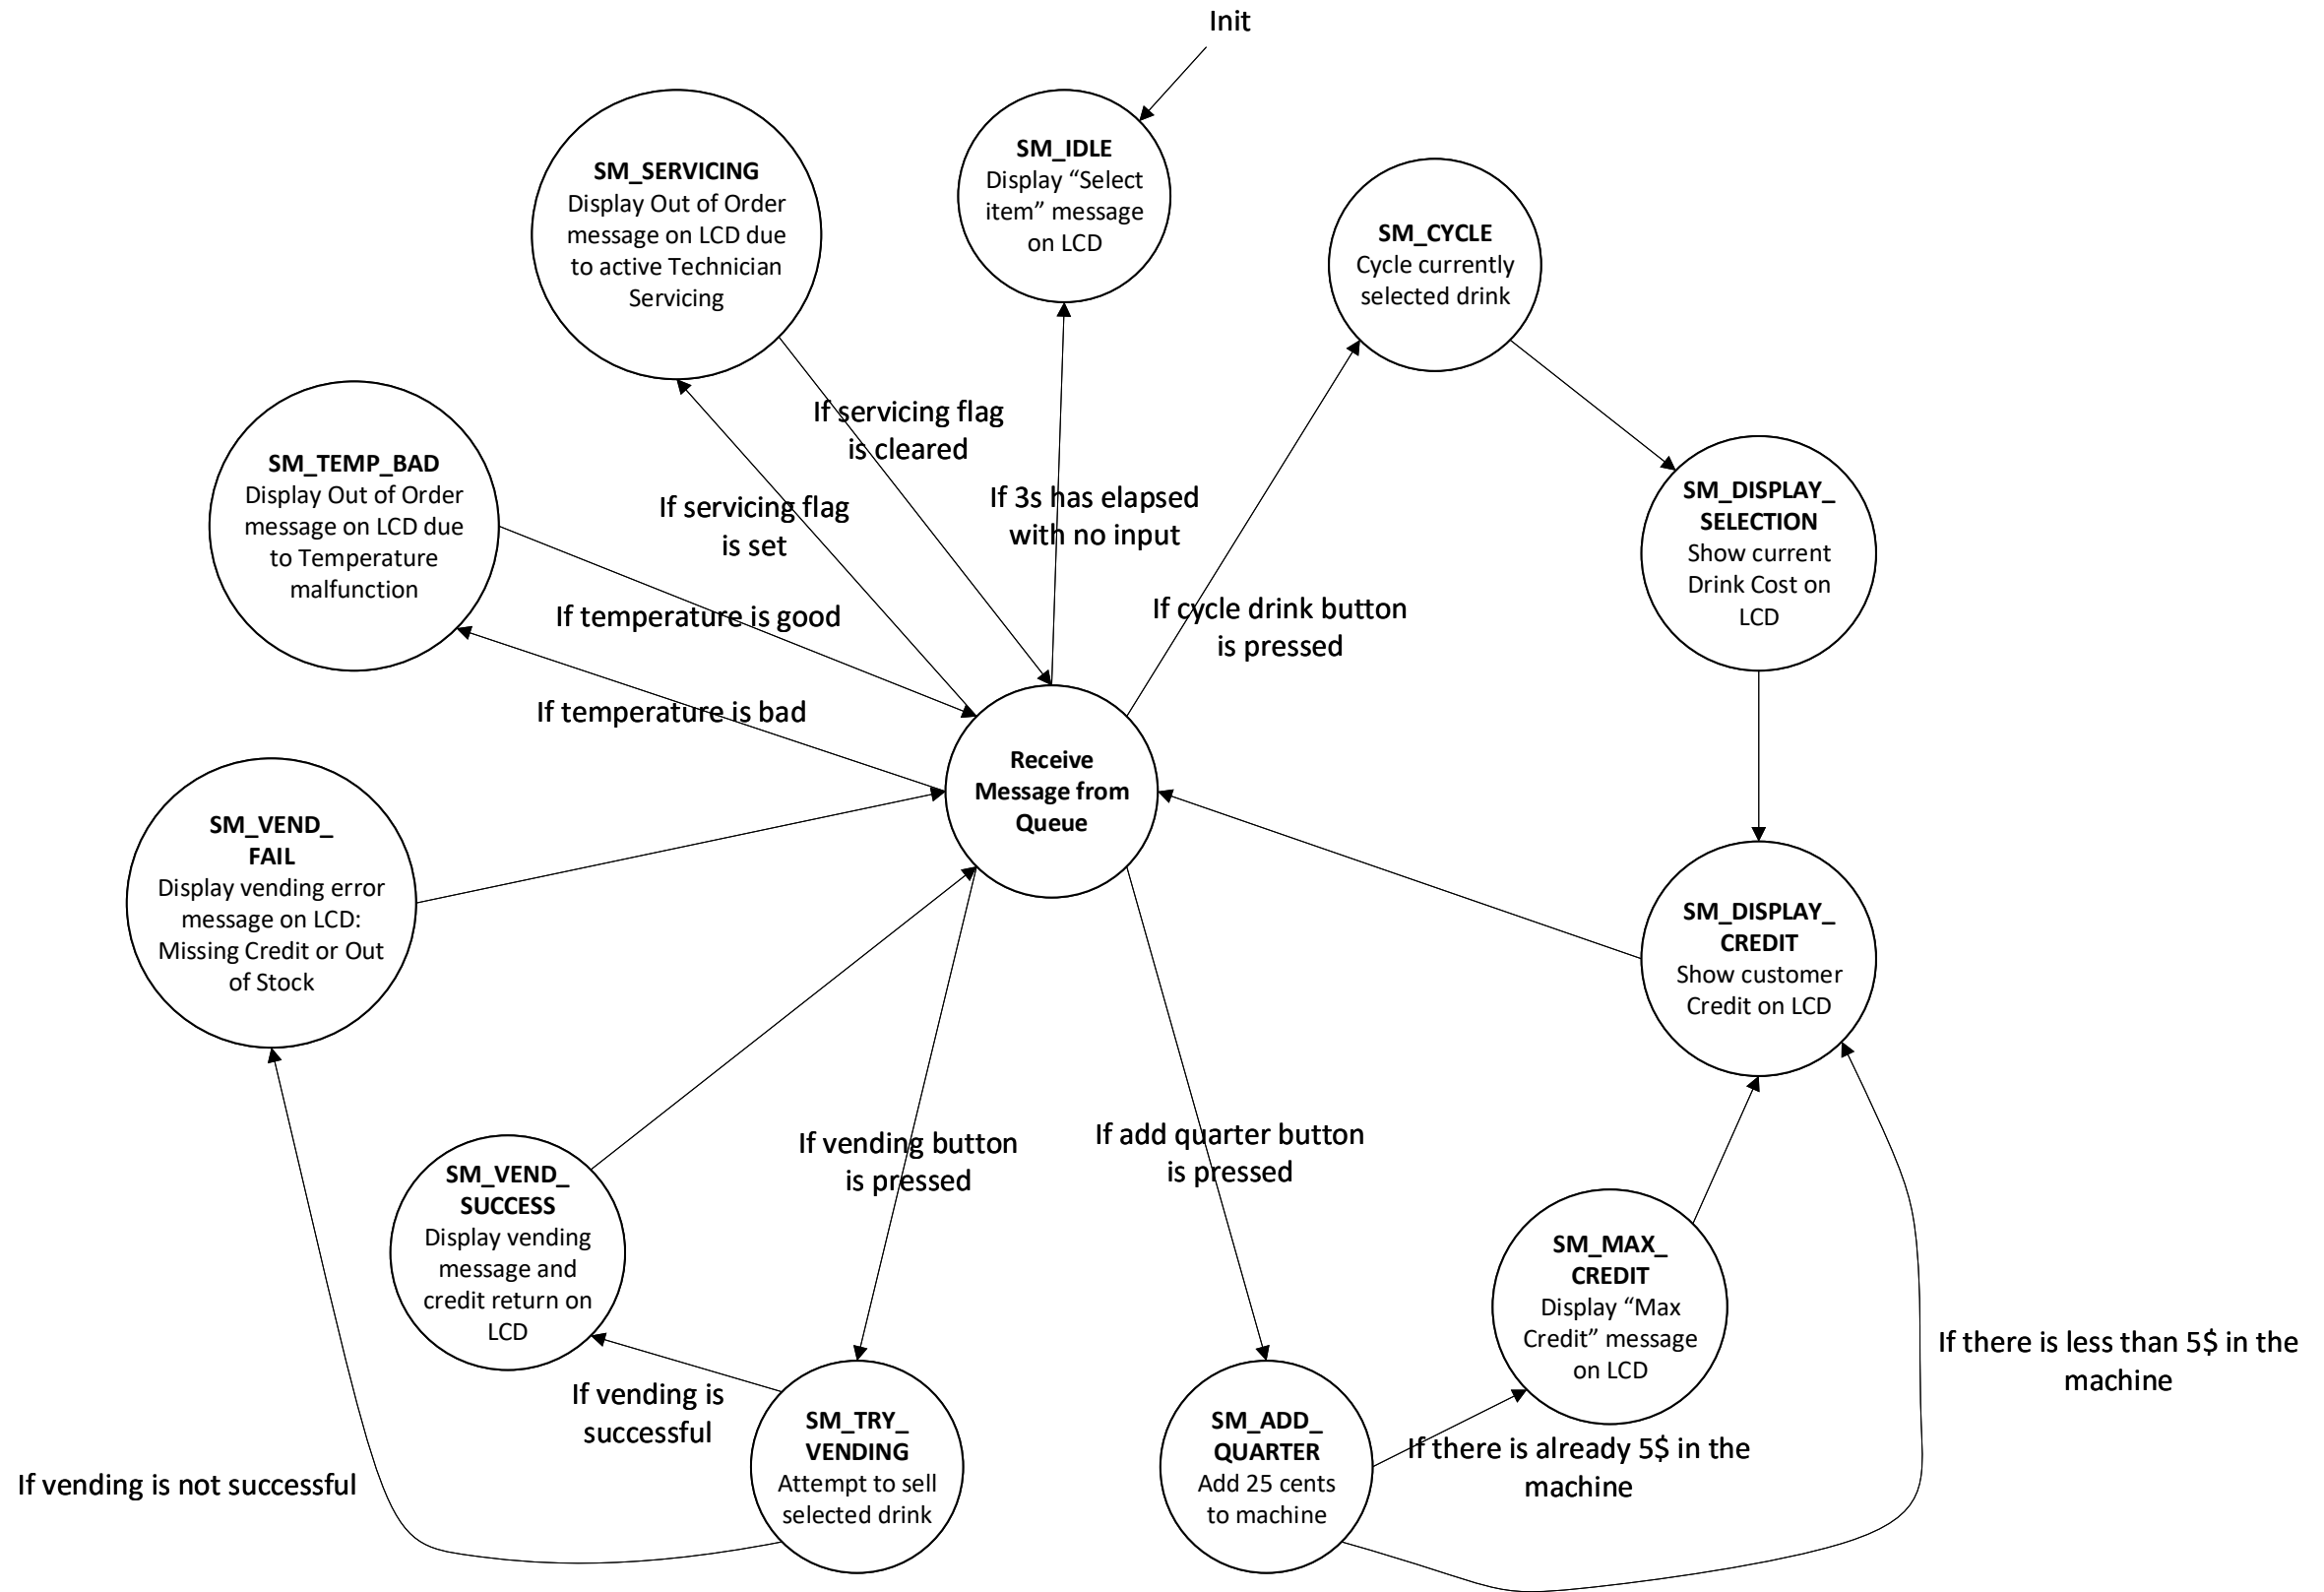 Init
SM_IDLE
Display “Select
item” message
on LCD
SM_SERVICING
Display Out of Order
message on LCD due
to active Technician
Servicing
SM_CYCLE
Cycle currently
selected drink
If servicing flag
is cleared
SM_TEMP_BAD
Display Out of Order
message on LCD due
to Temperature
malfunction
If servicing flag
is set
If 3s has elapsed
with no input
SM_DISPLAY_
SELECTION
Show current
Drink Cost on
LCD
If temperature is good
If cycle drink button
is pressed
If temperature is bad
Receive
Message from
Queue
SM_VEND_
FAIL
Display vending error
message on LCD:
Missing Credit or Out
of Stock
SM_DISPLAY_
CREDIT
Show customer
Credit on LCD
If vending button
is pressed
If add quarter button
is pressed
SM_VEND_
SUCCESS
Display vending
message and
credit return on
LCD
SM_MAX_
CREDIT
Display “Max
Credit” message
on LCD
If there is less than 5$ in the
machine
If vending is
successful
SM_TRY_
VENDING
Attempt to sell
selected drink
SM_ADD_
QUARTER
Add 25 cents
to machine
If there is already 5$ in the
machine
If vending is not successful